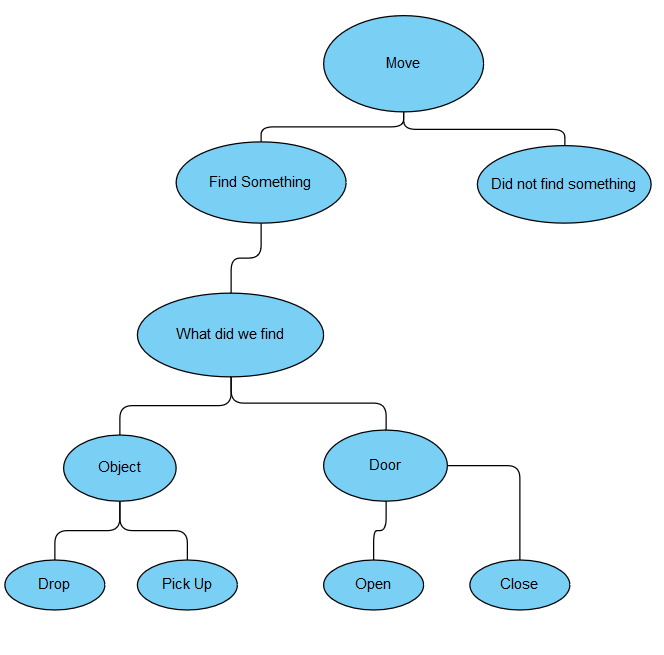 Move
Find Something
Did not find something
What did we find
Object
Door
Drop
Pick Up
Open
Close